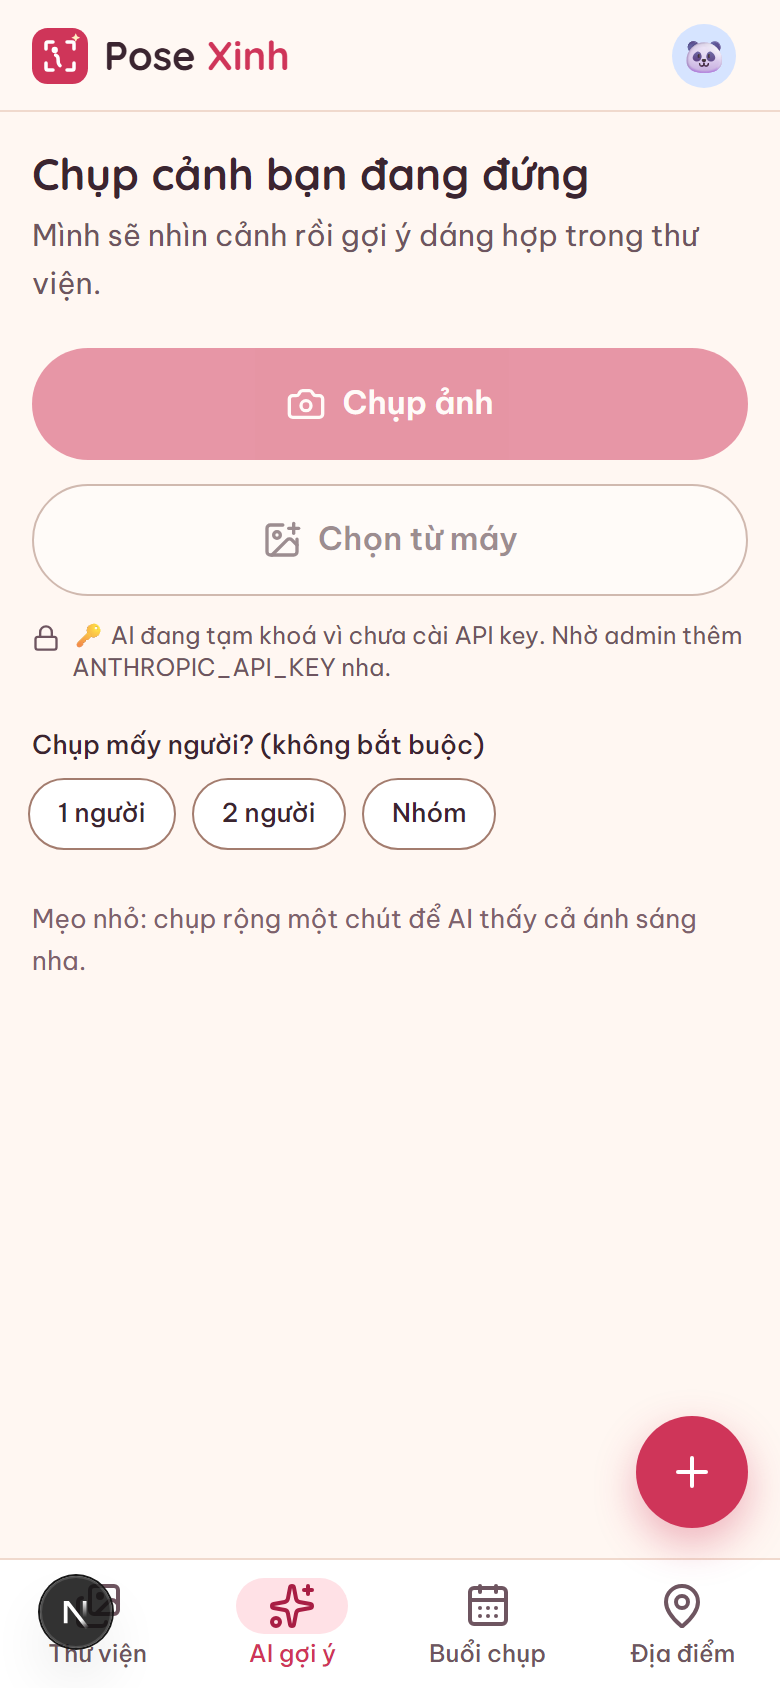 Pose Xinh
Chụp cảnh bạn đang đứng
Mình sẽ nhìn cảnh rồi gợi ý dáng hợp trong thư
viện.
Chụp ảnh
Chọn từ máy
🔑 AI đang tạm khoá vì chưa cài API key. Nhờ admin thêm
ANTHROPIC_API_KEY nha.
Chụp mấy người? (không bắt buộc)
1 người
2 người
Nhóm
Mẹo nhỏ: chụp rộng một chút để AI thấy cả ánh sáng
nha.
N
Thư viện
AI gợi ý
Buổi chụp
Địa điểm